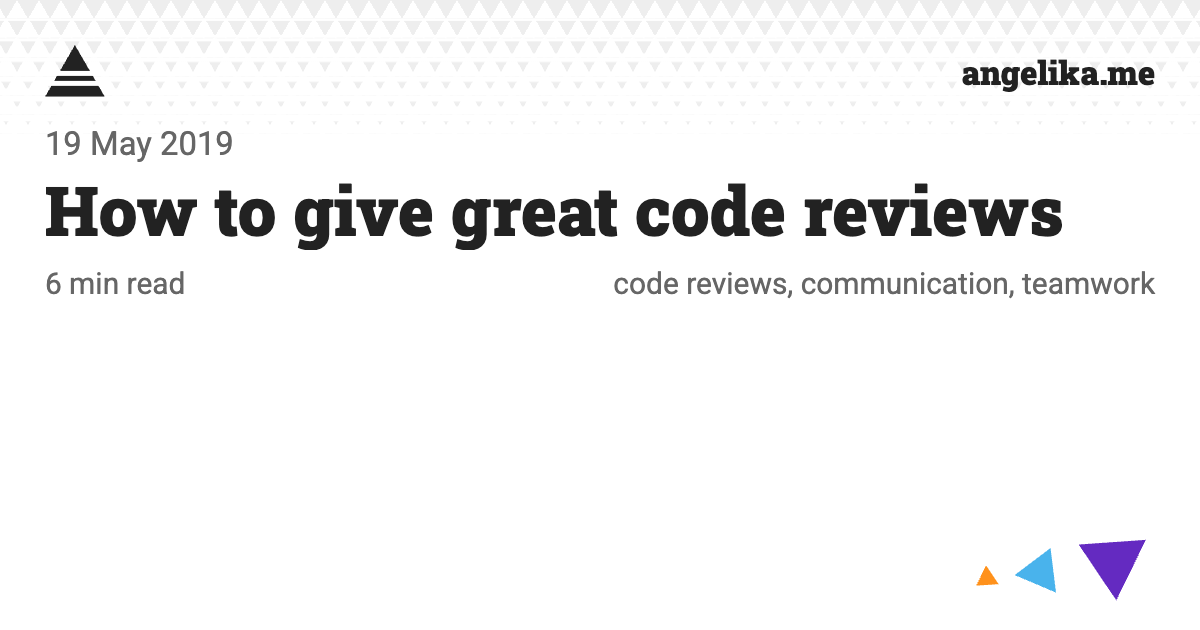 angelika.me
19 May 2019
How to give great code reviews
6 min read
code reviews, communication, teamwork